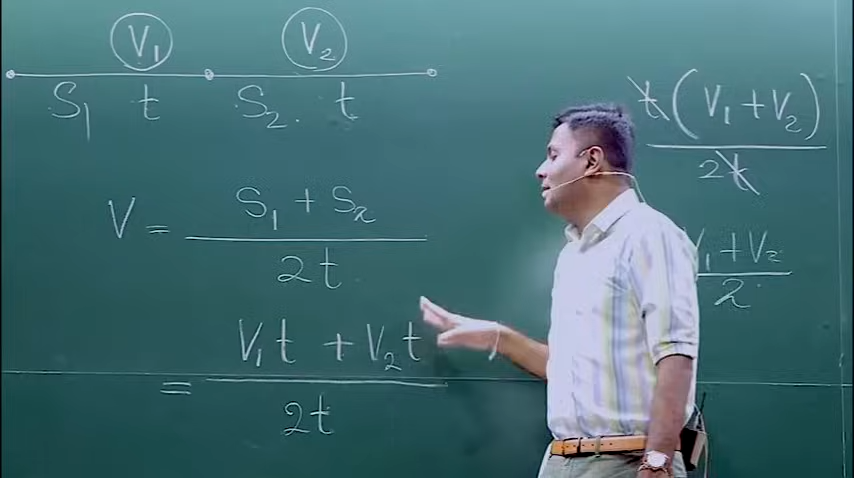 V₁ V₂
S₁ t S₂ t
V = (S₁ + S₂) / 2t
= (V₁t + V₂t) / 2t
t(V₁ + V₂) / 2t
V₁ + V₂ / 2